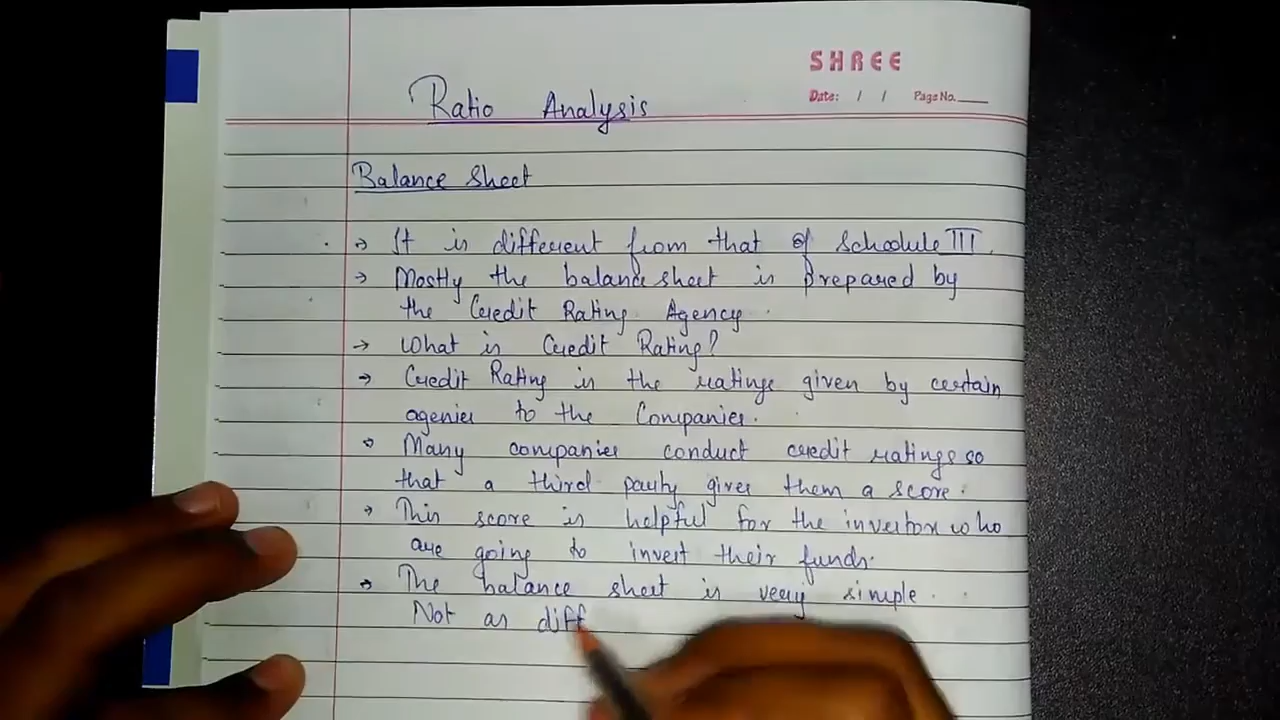 SHREE
Date: / / Page No.
Ratio Analysis
Balance Sheet
→ It is different from that of Schedule III.
→ Mostly the balance sheet is prepared by
the Credit Rating Agency.
→ What is Credit Rating?
→ Credit Rating is the ratings given by certain
agenies to the Companies.
→ Many companies conduct credit ratings so
that a third party gives them a score.
→ This score is helpful for the investor who
are going to invest their funds.
→ The balance sheet is very simple.
Not as diff